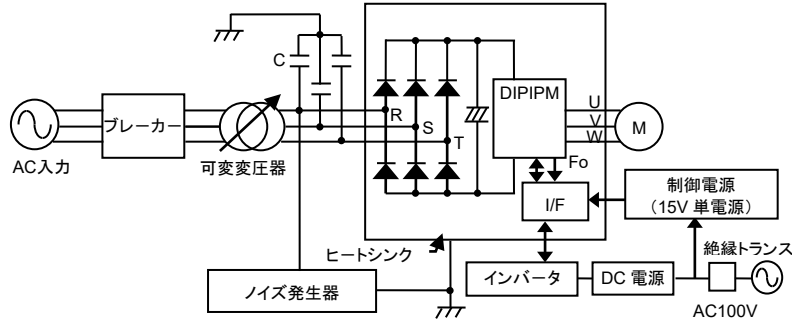 C
DIPIPM
U
V
W
M
R
S
T
Fo
ブレーカー
AC入力
可変変圧器
I/F
制御電源
（15V 単電源）
ヒートシンク
絶縁トランス
インバータ
DC 電源
ノイズ発生器
AC100V